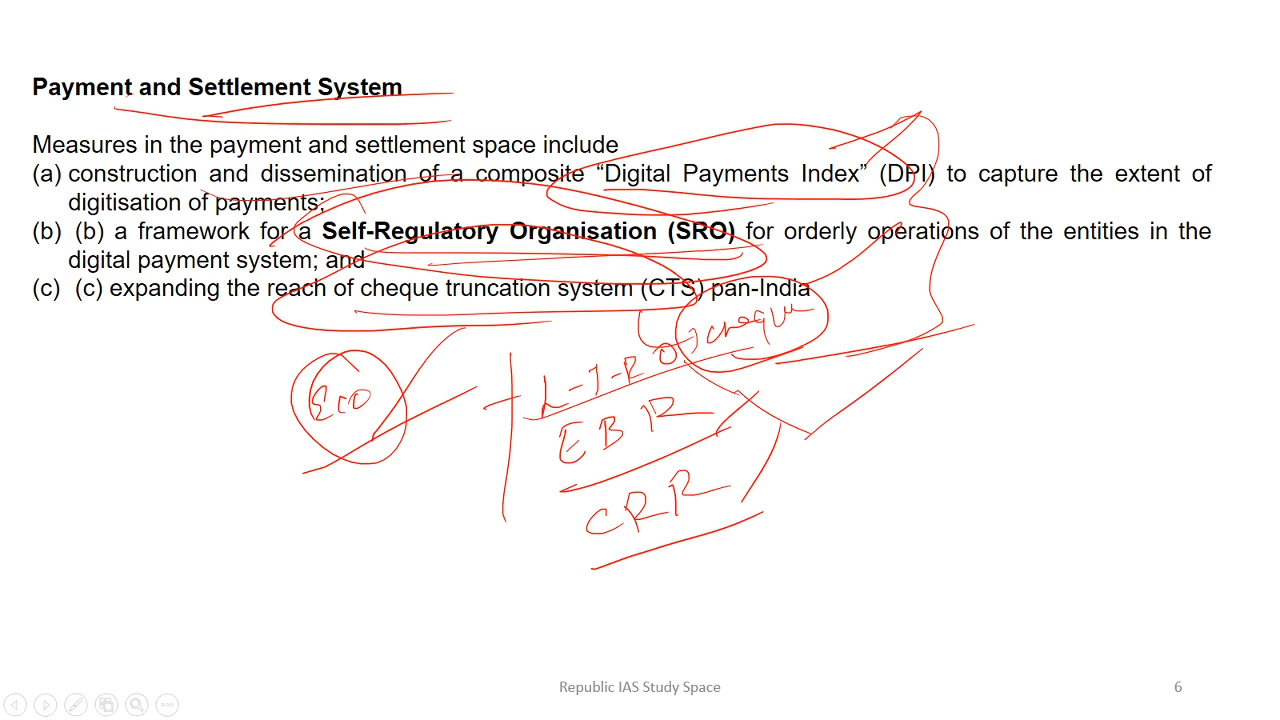 Payment and Settlement System
Measures in the payment and settlement space include
(a) construction and dissemination of a composite “Digital Payments Index” (DPI) to capture the extent of
digitisation of payments;
(b) (b) a framework for a Self-Regulatory Organisation (SRO) for orderly operations of the entities in the
digital payment system; and
(c) (c) expanding the reach of cheque truncation system (CTS) pan-India
cheque
L-T-R O
Eco
EBR
CRR
Republic IAS Study Space
6